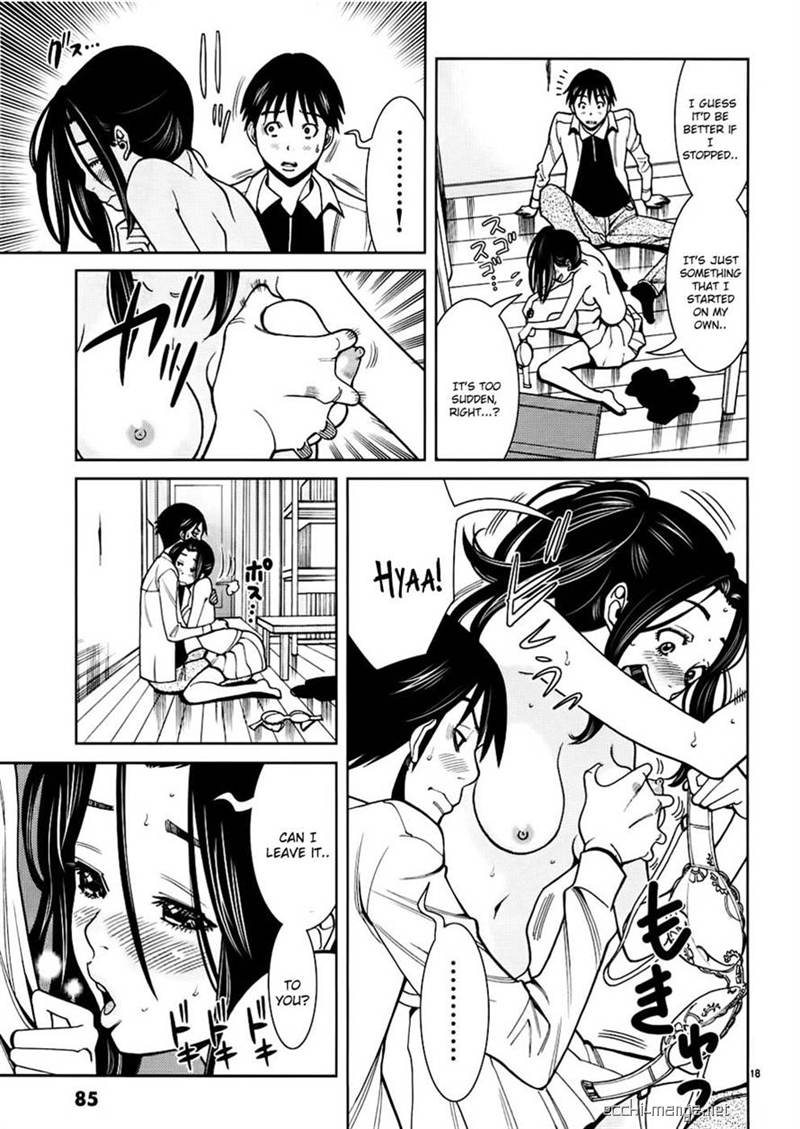 I GUESS
IT'D BE
BETTER IF
I
STOPPED..
IT'S JUST
SOMETHING
THAT I
STARTED
ON MY
OWN..
スゴ
スゴ…
IT'S TOO
SUDDEN,
RIGHT...?
グス…
........!
ガバ
HYAA!
........
もきゅっ
ポス…
CAN I
LEAVE IT..
TO YOU?
ドキ
ドキ
18
85
ecchi-manga.net